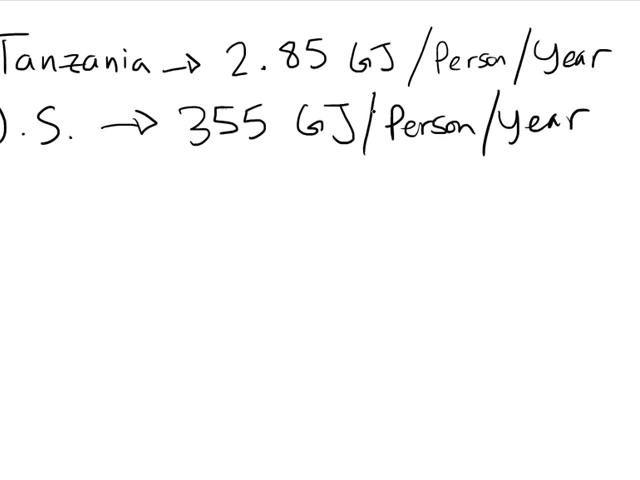 Tanzania → 2.85 GJ/Person/Year
.S. → 355 GJ/Person/year